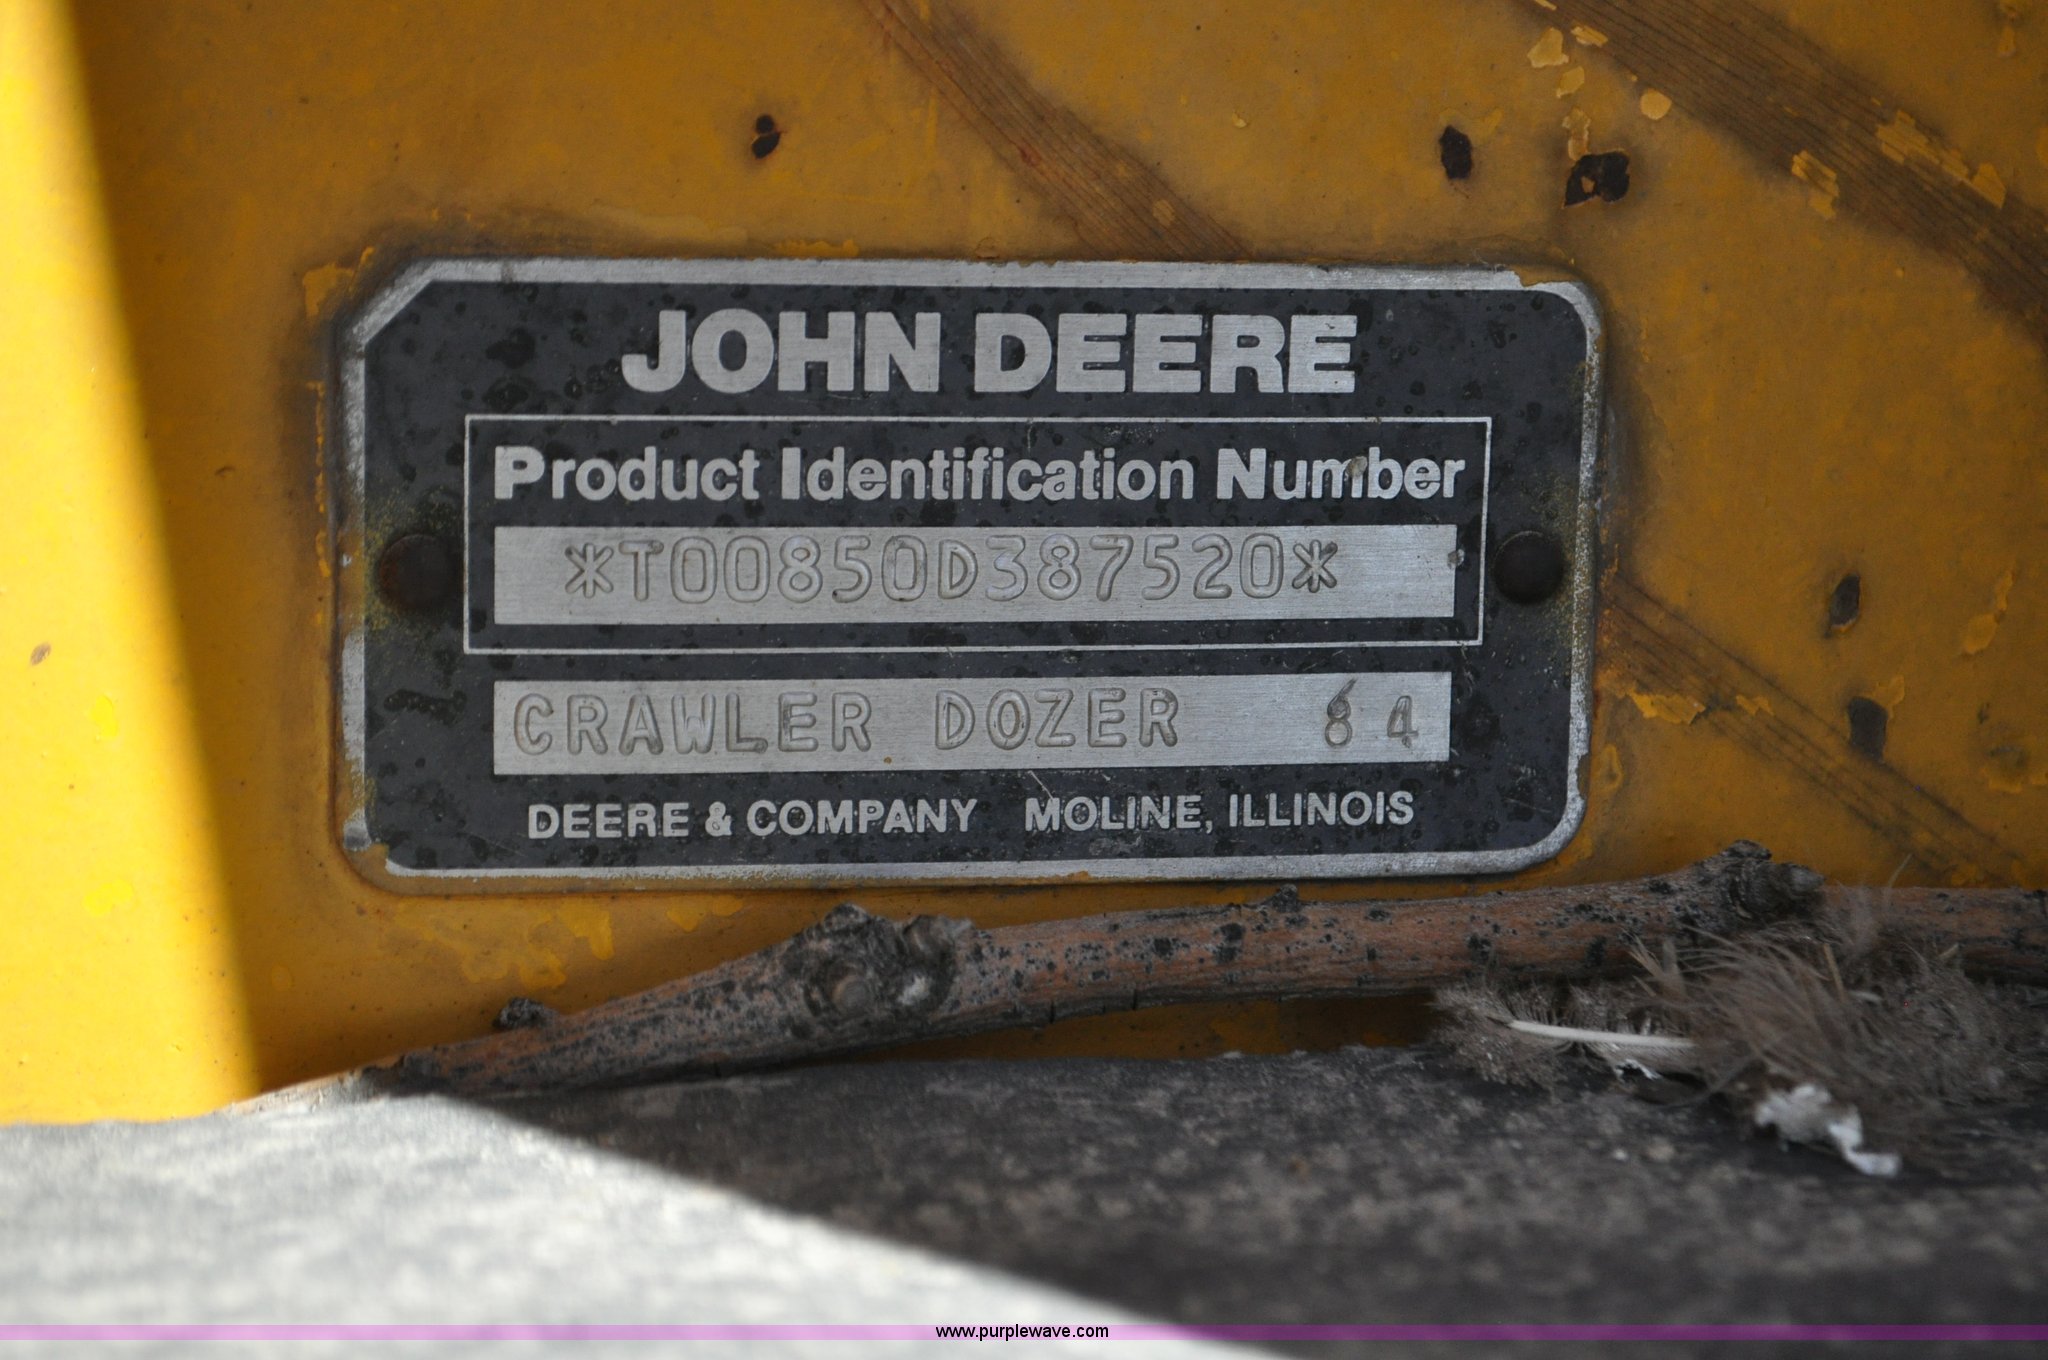 JOHN DEERE
Product Identification Number
*T00850D387520*
CRAWLER DOZER 84
DEERE & COMPANY MOLINE, ILLINOIS
www.purplewave.com